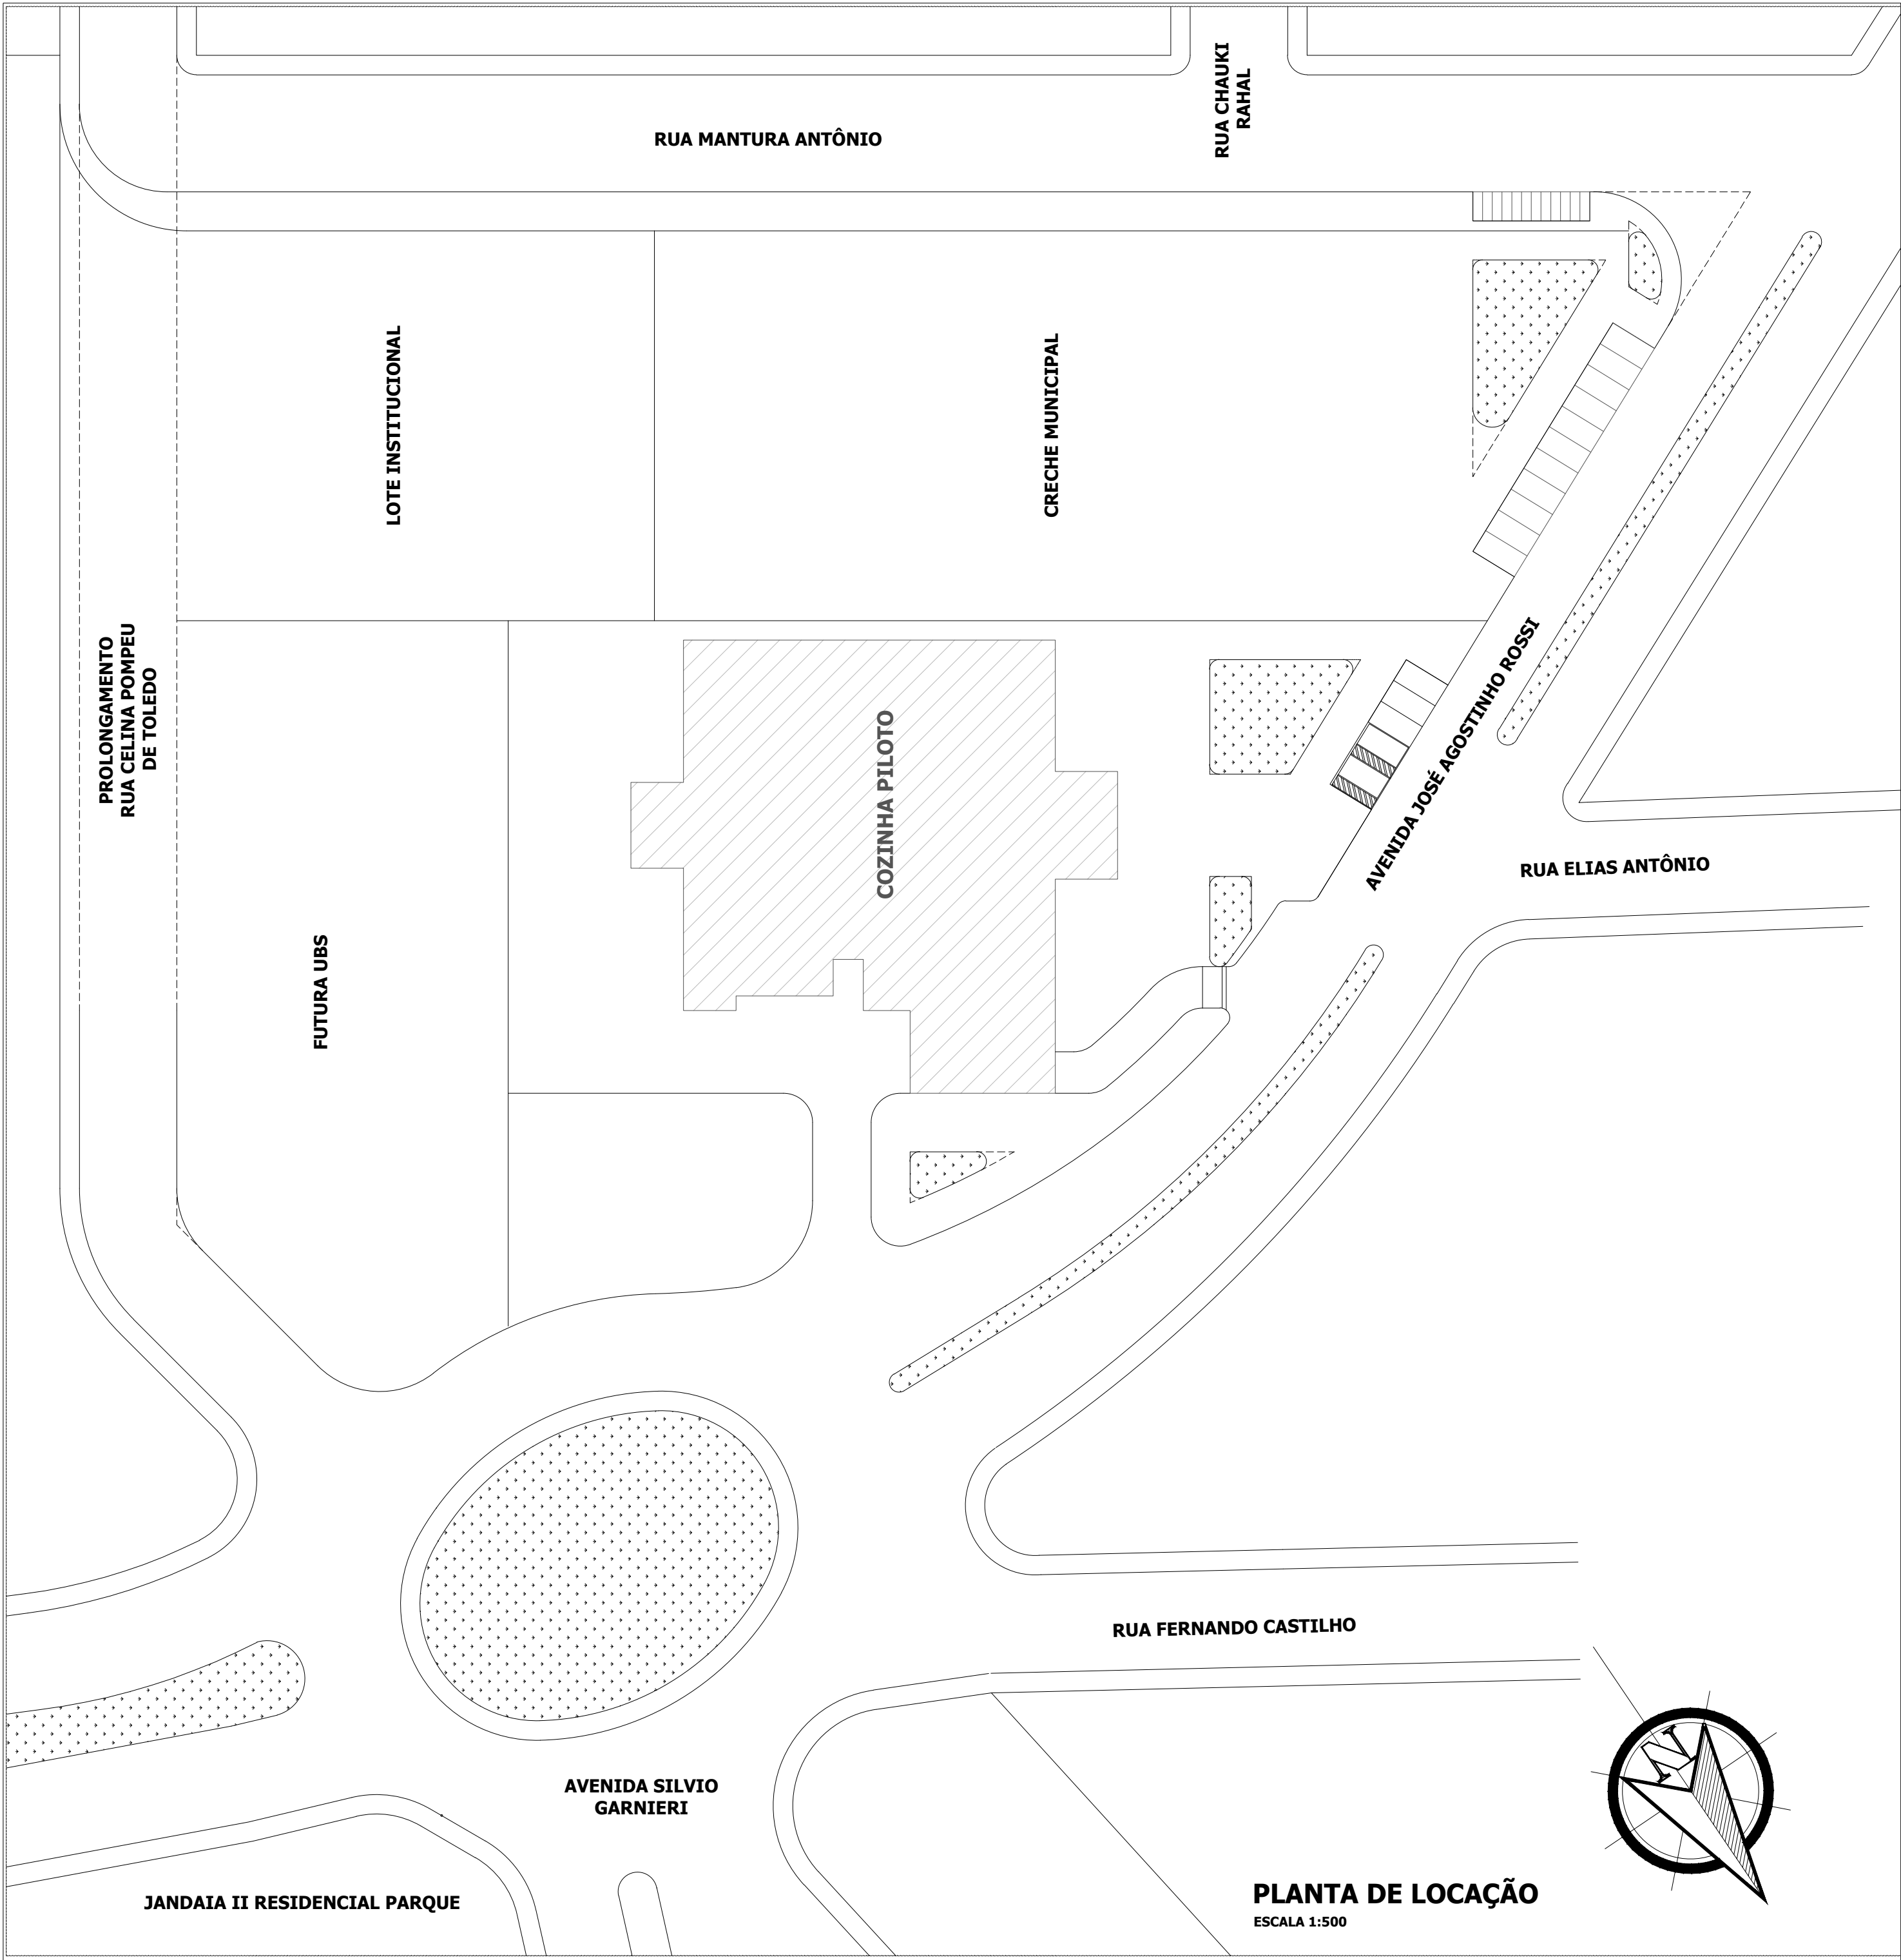 RUA CHAUKI
RAHAL
RUA MANTURA ANTÔNIO
LOTE INSTITUCIONAL
CRECHE MUNICIPAL
PROLONGAMENTO
RUA CELINA POMPEU
DE TOLEDO
COZINHA PILOTO
AVENIDA JOSÉ AGOSTINHO ROSSI
RUA ELIAS ANTÔNIO
FUTURA UBS
RUA FERNANDO CASTILHO
N
AVENIDA SILVIO
GARNIERI
JANDAIA II RESIDENCIAL PARQUE
PLANTA DE LOCAÇÃO
ESCALA 1:500